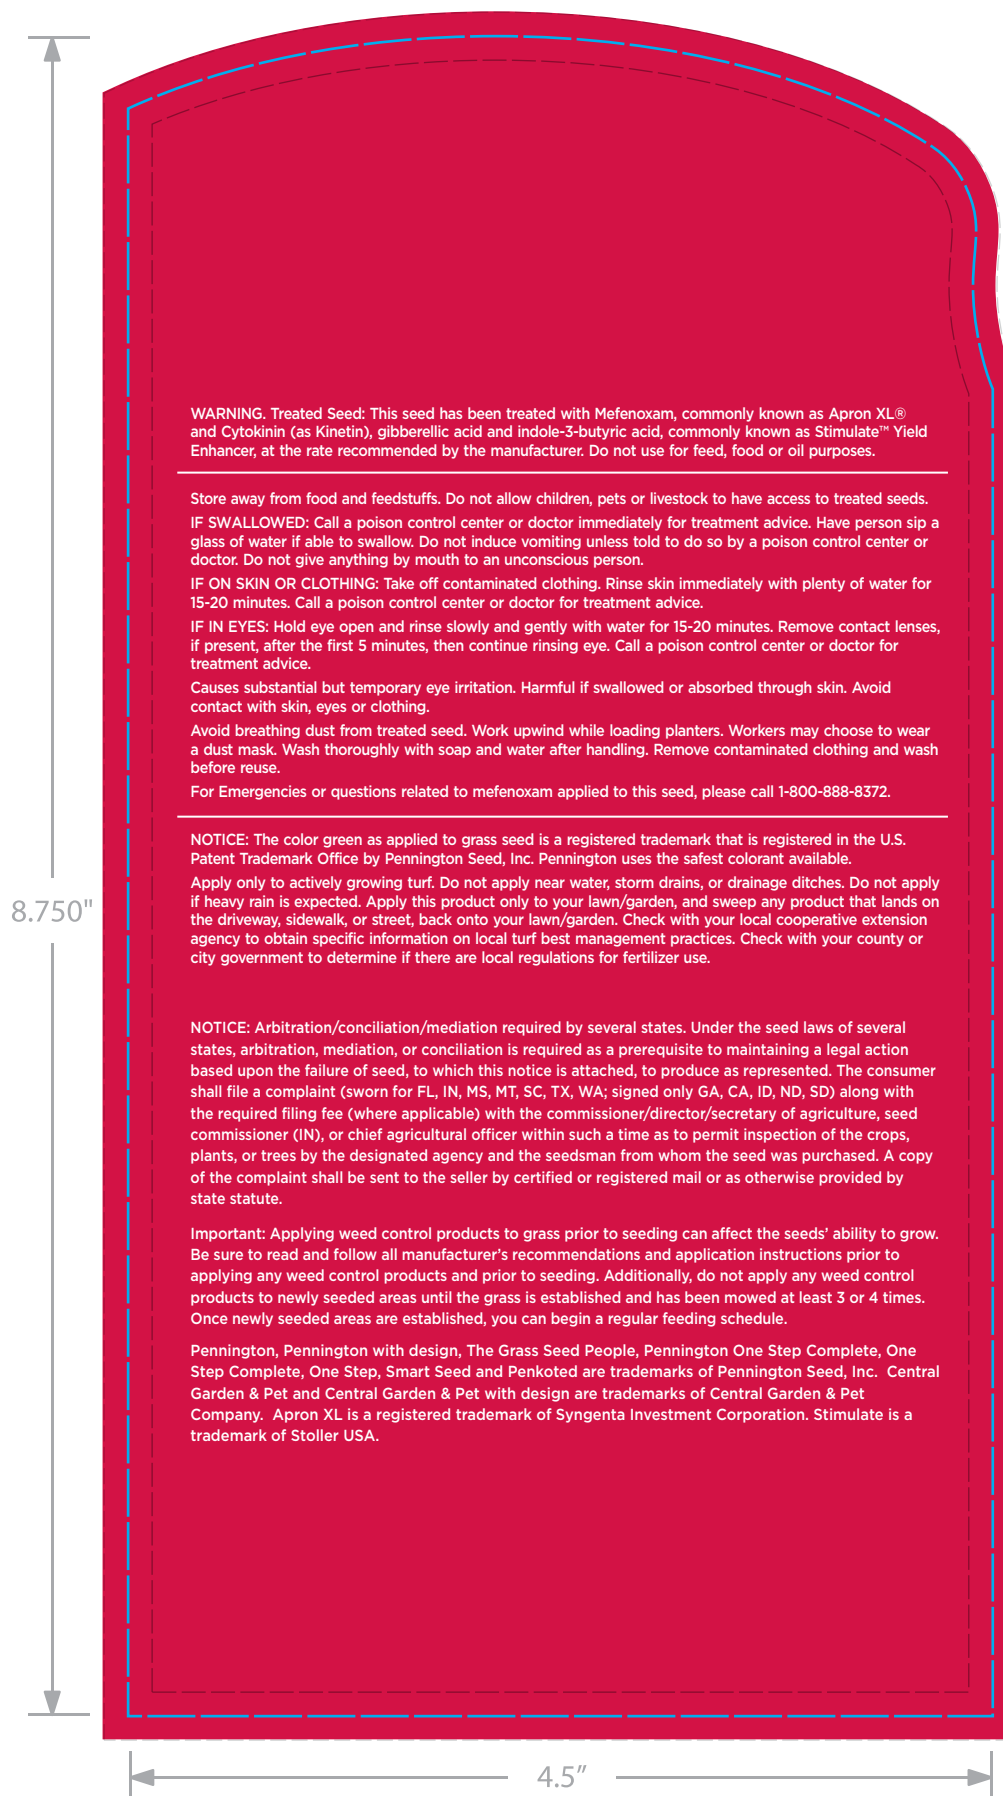 WARNING. Treated Seed: This seed has been treated with Mefenoxam, commonly known as Apron XL®
and Cytokinin (as Kinetin), gibberellic acid and indole-3-butyric acid, commonly known as Stimulate™ Yield
Enhancer, at the rate recommended by the manufacturer. Do not use for feed, food or oil purposes.
Store away from food and feedstuffs. Do not allow children, pets or livestock to have access to treated seeds.
IF SWALLOWED: Call a poison control center or doctor immediately for treatment advice. Have person sip a
glass of water if able to swallow. Do not induce vomiting unless told to do so by a poison control center or
doctor. Do not give anything by mouth to an unconscious person.
IF ON SKIN OR CLOTHING: Take off contaminated clothing. Rinse skin immediately with plenty of water for
15-20 minutes. Call a poison control center or doctor for treatment advice.
IF IN EYES: Hold eye open and rinse slowly and gently with water for 15-20 minutes. Remove contact lenses,
if present, after the first 5 minutes, then continue rinsing eye. Call a poison control center or doctor for
treatment advice.
Causes substantial but temporary eye irritation. Harmful if swallowed or absorbed through skin. Avoid
contact with skin, eyes or clothing.
Avoid breathing dust from treated seed. Work upwind while loading planters. Workers may choose to wear
a dust mask. Wash thoroughly with soap and water after handling. Remove contaminated clothing and wash
before reuse.
For Emergencies or questions related to mefenoxam applied to this seed, please call 1-800-888-8372.
NOTICE: The color green as applied to grass seed is a registered trademark that is registered in the U.S.
Patent Trademark Office by Pennington Seed, Inc. Pennington uses the safest colorant available.
Apply only to actively growing turf. Do not apply near water, storm drains, or drainage ditches. Do not apply
if heavy rain is expected. Apply this product only to your lawn/garden, and sweep any product that lands on
the driveway, sidewalk, or street, back onto your lawn/garden. Check with your local cooperative extension
agency to obtain specific information on local turf best management practices. Check with your county or
city government to determine if there are local regulations for fertilizer use.
8.750"
NOTICE: Arbitration/conciliation/mediation required by several states. Under the seed laws of several
states, arbitration, mediation, or conciliation is required as a prerequisite to maintaining a legal action
based upon the failure of seed, to which this notice is attached, to produce as represented. The consumer
shall file a complaint (sworn for FL, IN, MS, MT, SC, TX, WA; signed only GA, CA, ID, ND, SD) along with
the required filing fee (where applicable) with the commissioner/director/secretary of agriculture, seed
commissioner (IN), or chief agricultural officer within such a time as to permit inspection of the crops,
plants, or trees by the designated agency and the seedsman from whom the seed was purchased. A copy
of the complaint shall be sent to the seller by certified or registered mail or as otherwise provided by
state statute.
Important: Applying weed control products to grass prior to seeding can affect the seeds’ ability to grow.
Be sure to read and follow all manufacturer’s recommendations and application instructions prior to
applying any weed control products and prior to seeding. Additionally, do not apply any weed control
products to newly seeded areas until the grass is established and has been mowed at least 3 or 4 times.
Once newly seeded areas are established, you can begin a regular feeding schedule.
Pennington, Pennington with design, The Grass Seed People, Pennington One Step Complete, One
Step Complete, One Step, Smart Seed and Penkoted are trademarks of Pennington Seed, Inc.  Central
Garden & Pet and Central Garden & Pet with design are trademarks of Central Garden & Pet
Company.  Apron XL is a registered trademark of Syngenta Investment Corporation. Stimulate is a
trademark of Stoller USA.
4.5”